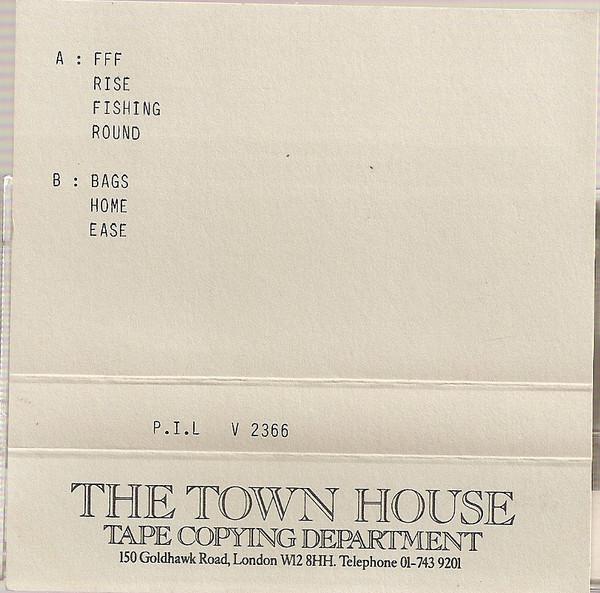 A : FFF
RISE
FISHING
ROUND
B : BAGS
HOME
EASE
P.I.L V 2366
THE TOWN HOUSE
TAPE COPYING DEPARTMENT
150 Goldhawk Road, London W12 8HH. Telephone 01-743 9201